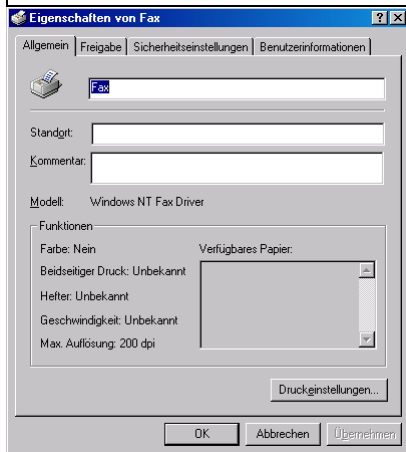 Eigenschaften von Fax
Allgemein Freigabe Sicherheitseinstellungen Benutzerinformationen
Fax
Standort:
Kommentar:
Modell: Windows NT Fax Driver
Funktionen
Farbe: Nein Verfügbares Papier:
Beidseitiger Druck: Unbekannt
Hefter: Unbekannt
Geschwindigkeit: Unbekannt
Max. Auflösung: 200 dpi
Druckeinstellungen...
OK Abbrechen Übernehmen